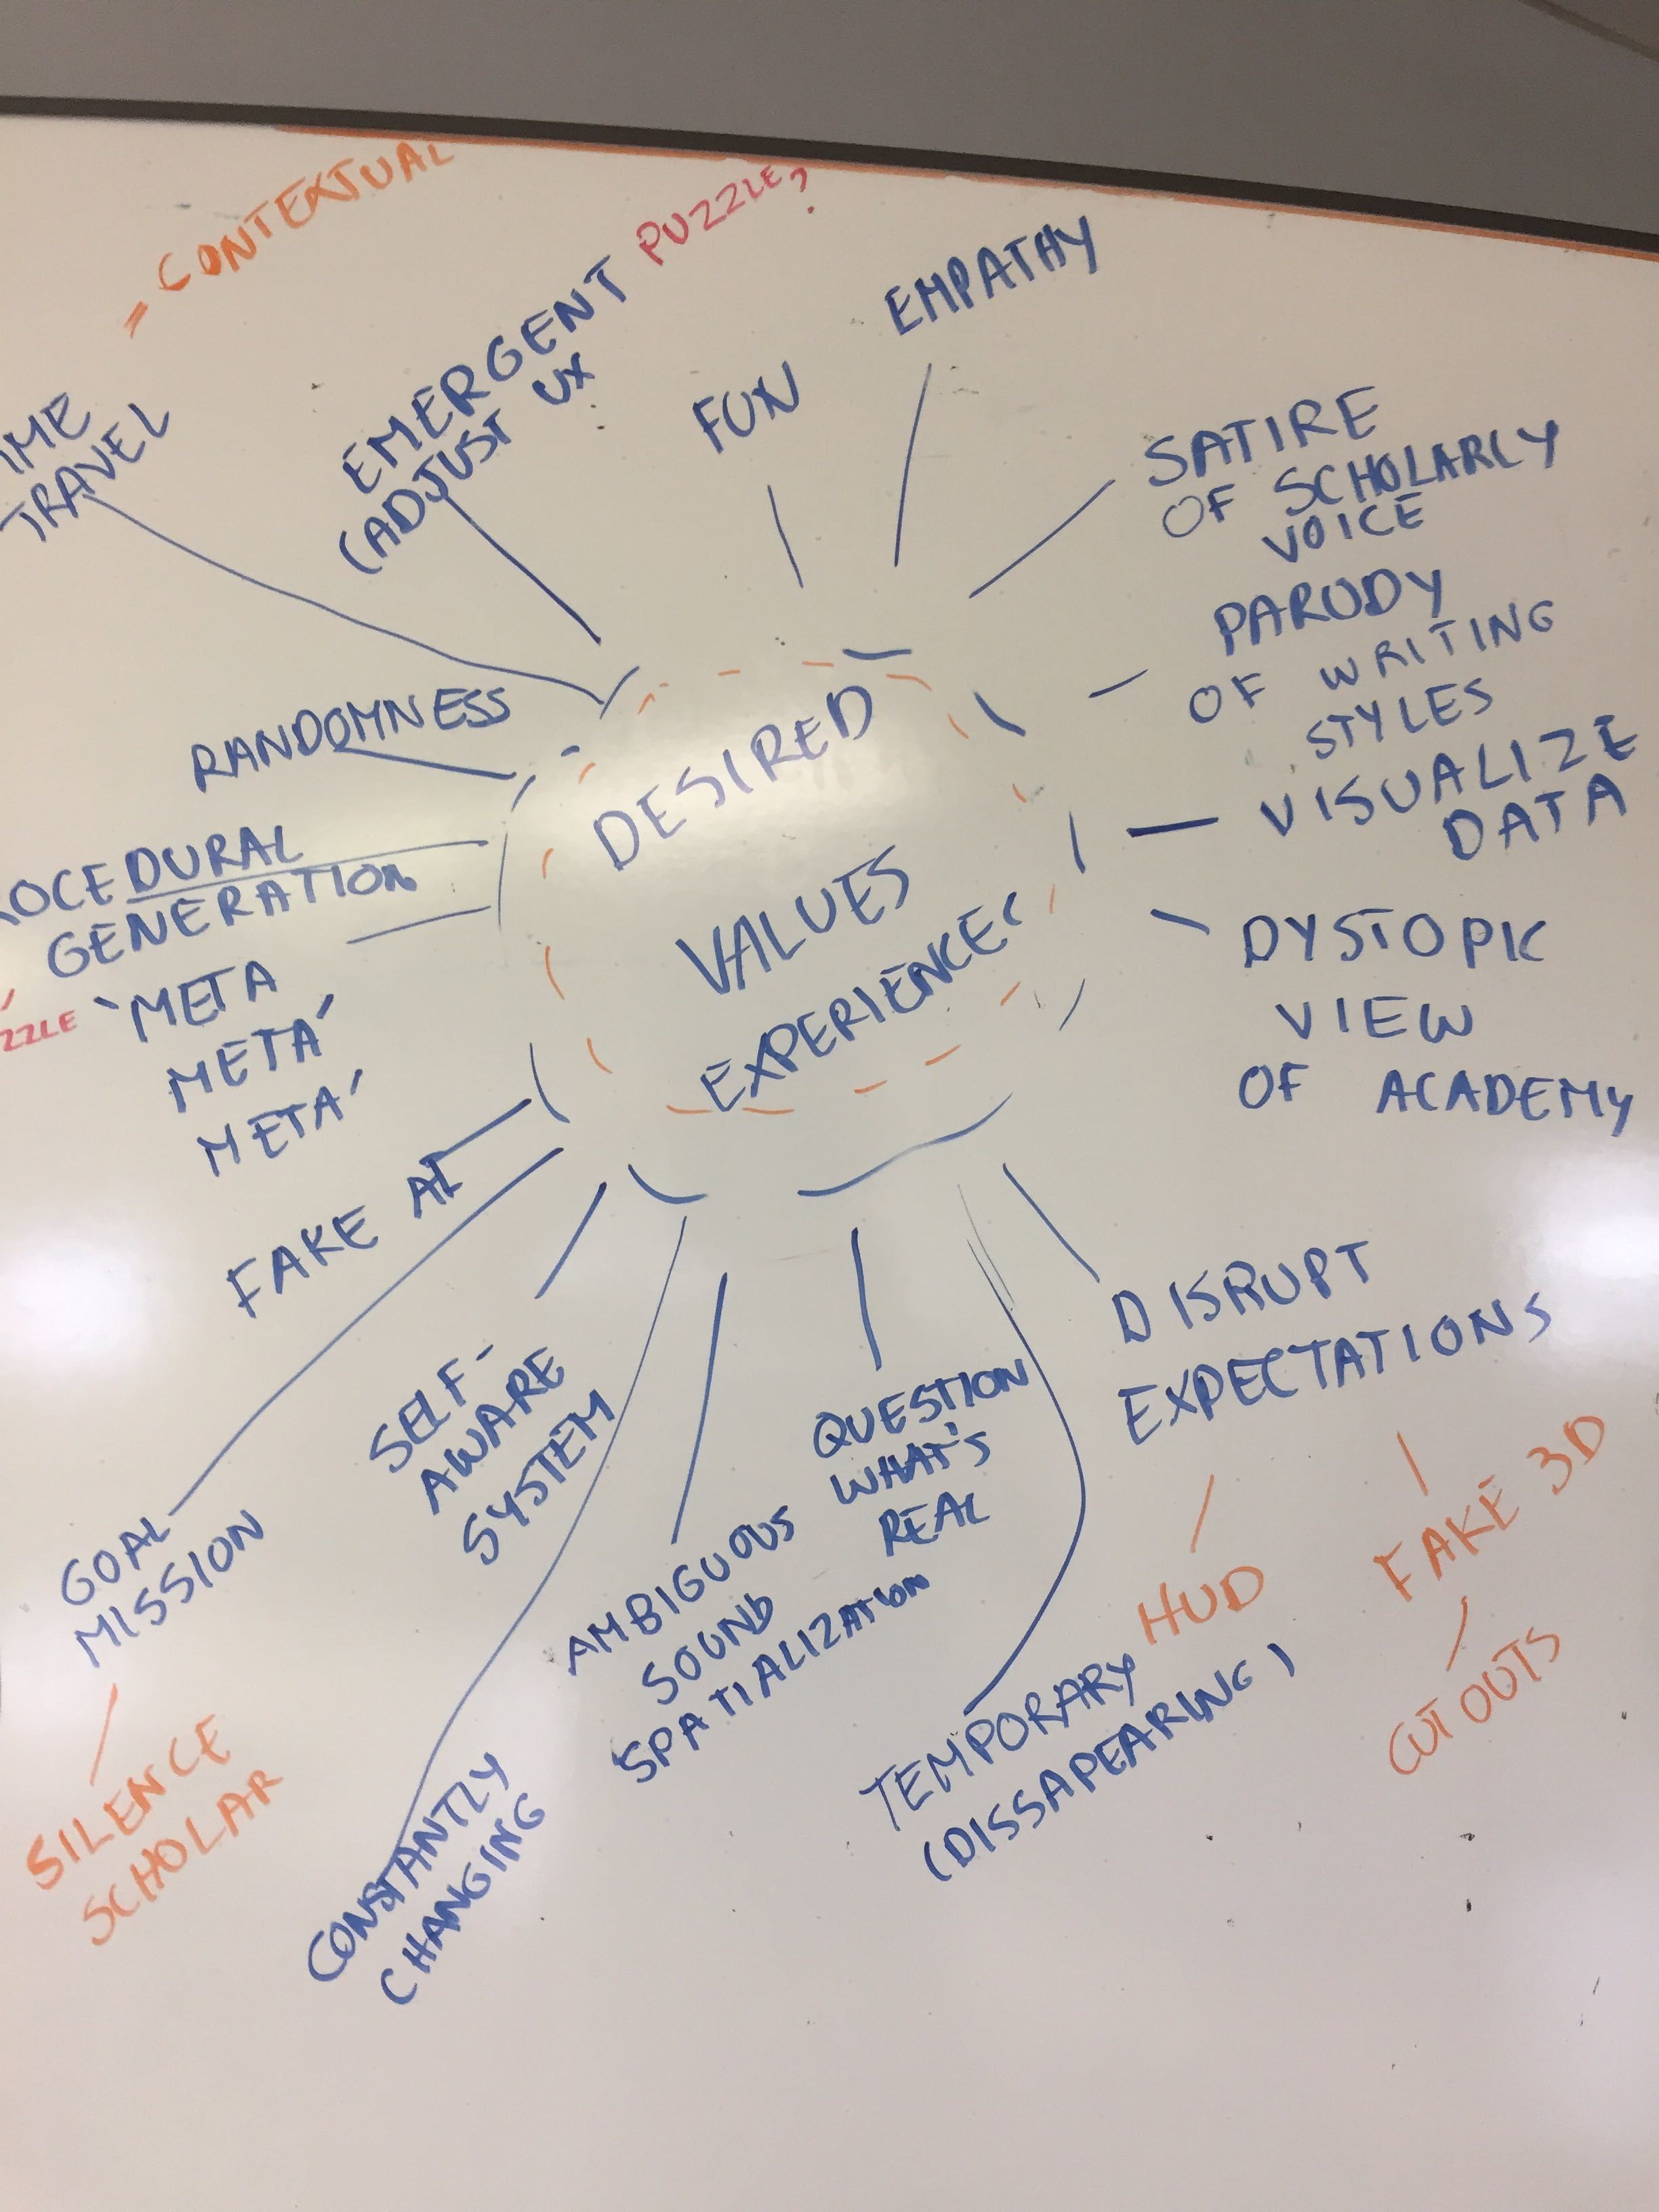 = CONTEXTUAL
PUZZLE?
EMPATHY
EMERGENT
(ADJUST UX
FUN
IME
TRAVEL
SATIRE
OF SCHOLARLY
VOICE
PARODY
OF WRITING
STYLES
RANDOMNESS
DESIRED
VALUES
EXPERIENCES
VISUALIZE
DATA
OCEDURAL
GENERATION
DYSTOPIC
VIEW
OF ACADEMY
ZZLE
'META
META'
META'
FAKE AI
SELF-
AWARE
SYSTEM
QUESTION
WHAT'S
REAL
DISRUPT
EXPECTATIONS
GOAL
MISSION
AMBIGUOUS
SOUND
SPATIALIZATION
HUD
FAKE 3D
CUT OUTS
TEMPORARY
(DISSAPEARING)
SILENCE
SCHOLAR
CONSTANTLY
CHANGING